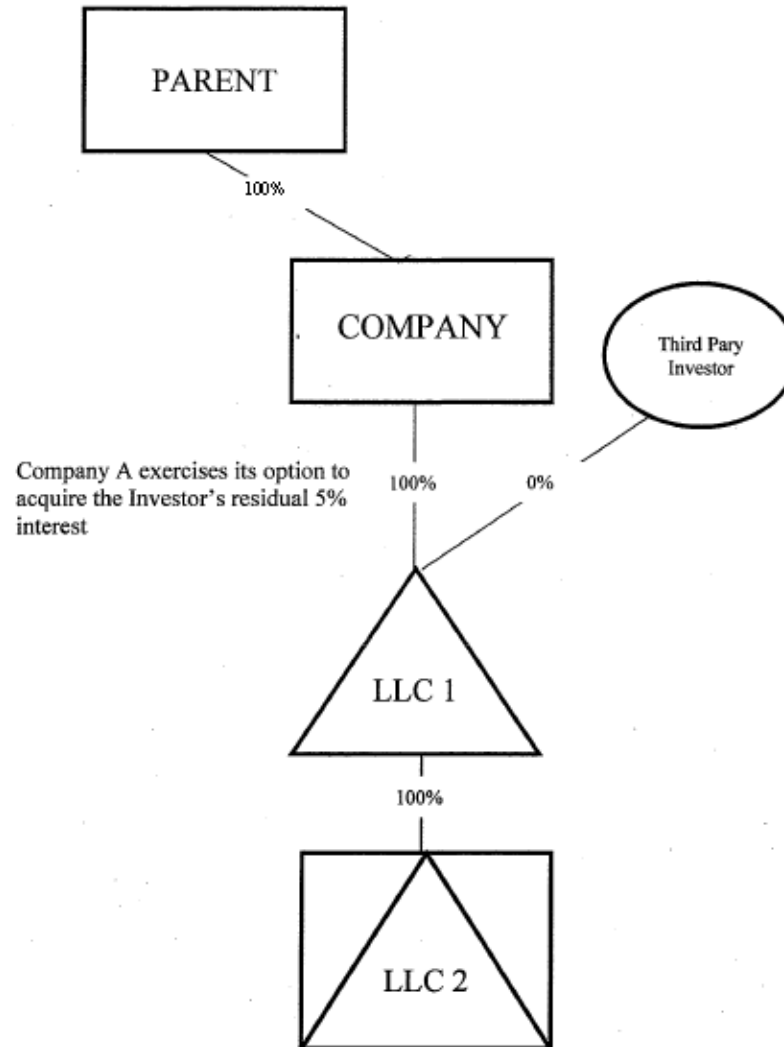 PARENT
100%
COMPANY
Third Pary
Investor
Company A exercises its option to
acquire the Investor's residual 5%
interest
100%
0%
LLC 1
100%
LLC 2